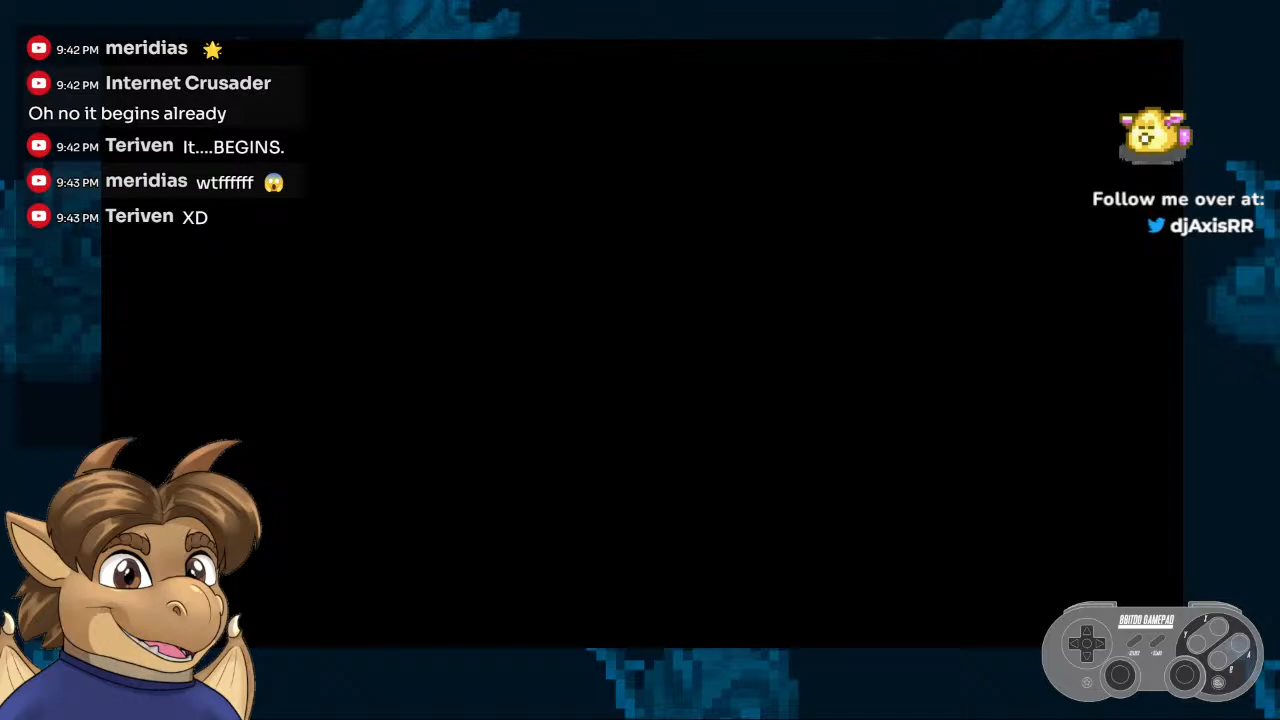 9:42 PM meridias
9:42 PM Internet Crusader
Oh no it begins already
9:42 PM Teriven It....BEGINS.
9:43 PM meridias wtffffff
9:43 PM Teriven XD
Follow me over at:
djAxisRR
8BITDO GAMEPAD